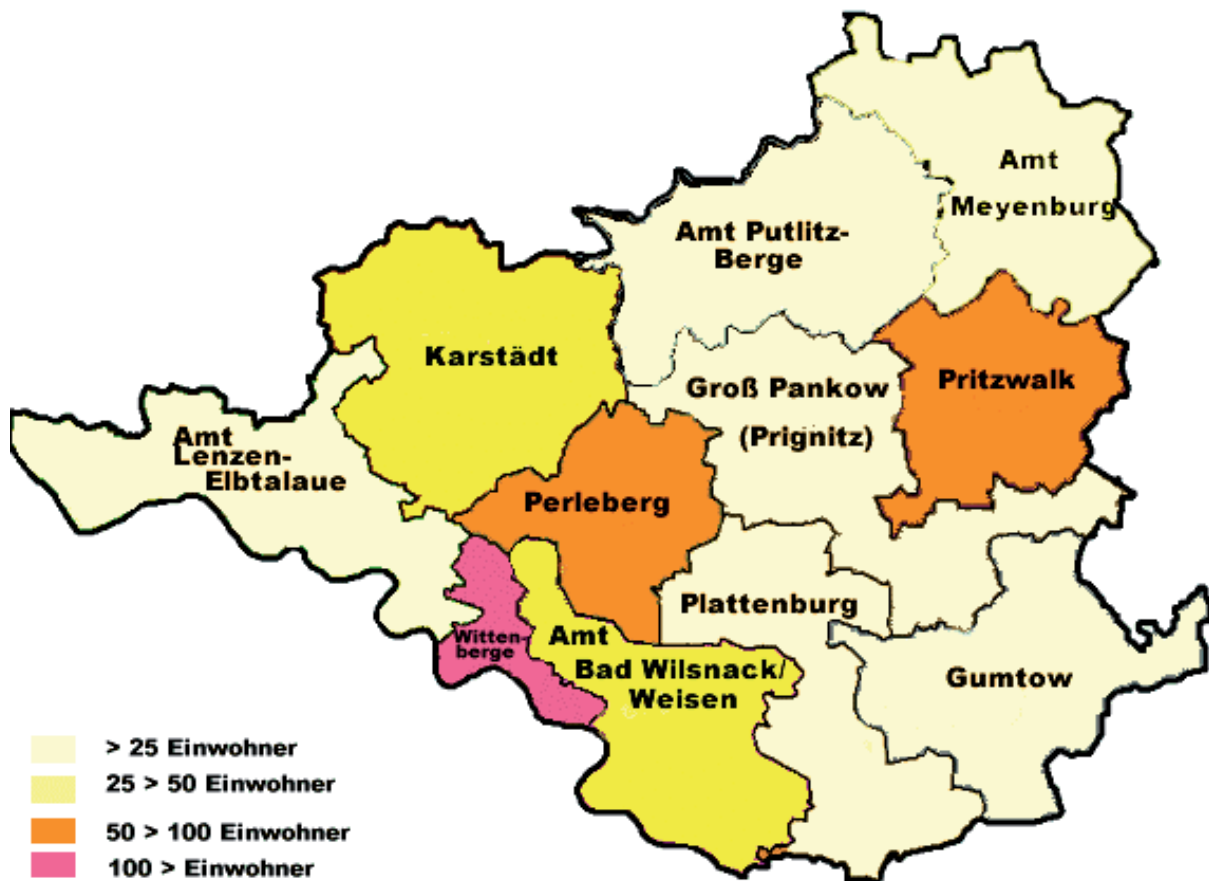 Amt
Meyenburg
Amt Putlitz-
Berge
Karstädt
Groß Pankow
(Prignitz)
Pritzwalk
Amt
Lenzen-
Elbtalaue
Perleberg
Plattenburg
Witten-
berge
Amt
Bad Wilsnack/
Weisen
Gumtow
> 25 Einwohner
25 > 50 Einwohner
50 > 100 Einwohner
100 > Einwohner